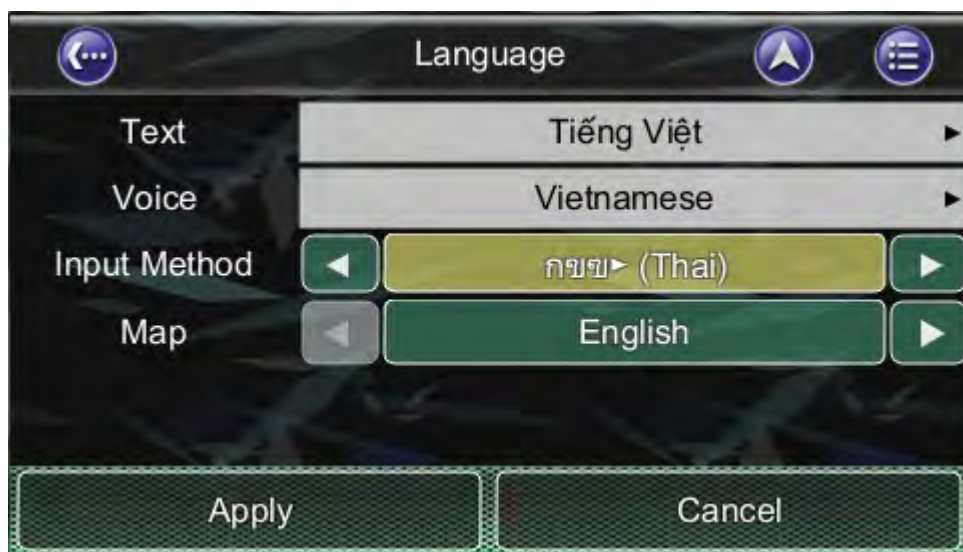 Language
Text Tiếng Việt
Voice Vietnamese
Input Method กขฃ► (Thai)
Map English
Apply Cancel